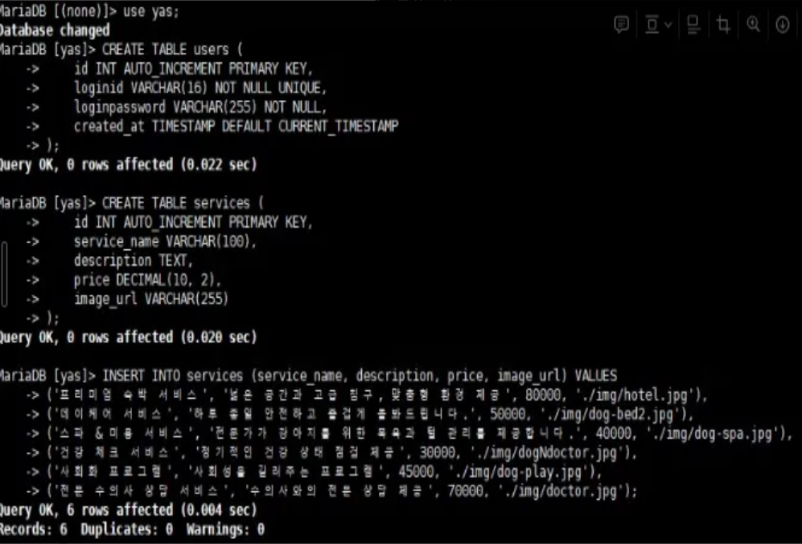 MariaDB [(none)]> use yas;
Database changed
MariaDB [yas]> CREATE TABLE users (
    ->     id INT AUTO_INCREMENT PRIMARY KEY,
    ->     loginid VARCHAR(16) NOT NULL UNIQUE,
    ->     loginpassword VARCHAR(255) NOT NULL,
    ->     created_at TIMESTAMP DEFAULT CURRENT_TIMESTAMP
    -> );
Query OK, 0 rows affected (0.022 sec)
MariaDB [yas]> CREATE TABLE services (
    ->     id INT AUTO_INCREMENT PRIMARY KEY,
    ->     service_name VARCHAR(100),
    ->     description TEXT,
    ->     price DECIMAL(10, 2),
    ->     image_url VARCHAR(255)
    -> );
Query OK, 0 rows affected (0.020 sec)
MariaDB [yas]> INSERT INTO services (service_name, description, price, image_url) VALUES
    -> ('프리미엄 숙박 서비스', '넓은 공간과 고급 침구, 맞춤형 환경 제공', 80000, './img/hotel.jpg'),
    -> ('데이케어 서비스', '하루 종일 안전하고 즐겁게 돌봐드립니다.', 50000, './img/dog-bed2.jpg'),
    -> ('스파 &미용 서비스', '전문가가 강아지를 위한 목욕과 털 관리를 제공합니다.', 40000, './img/dog-spa.jpg'),
    -> ('건강 체크 서비스', '정기적인 건강 상태 점검 제공', 30000, './img/dogNdoctor.jpg'),
    -> ('사회화 프로그램', '사회성을 길러주는 프로그램', 45000, './img/dog-play.jpg'),
    -> ('전문 수의사 상담 서비스', '수의사와의 전문 상담 제공', 70000, './img/doctor.jpg');
Query OK, 6 rows affected (0.004 sec)
Records: 6  Duplicates: 0  Warnings: 0